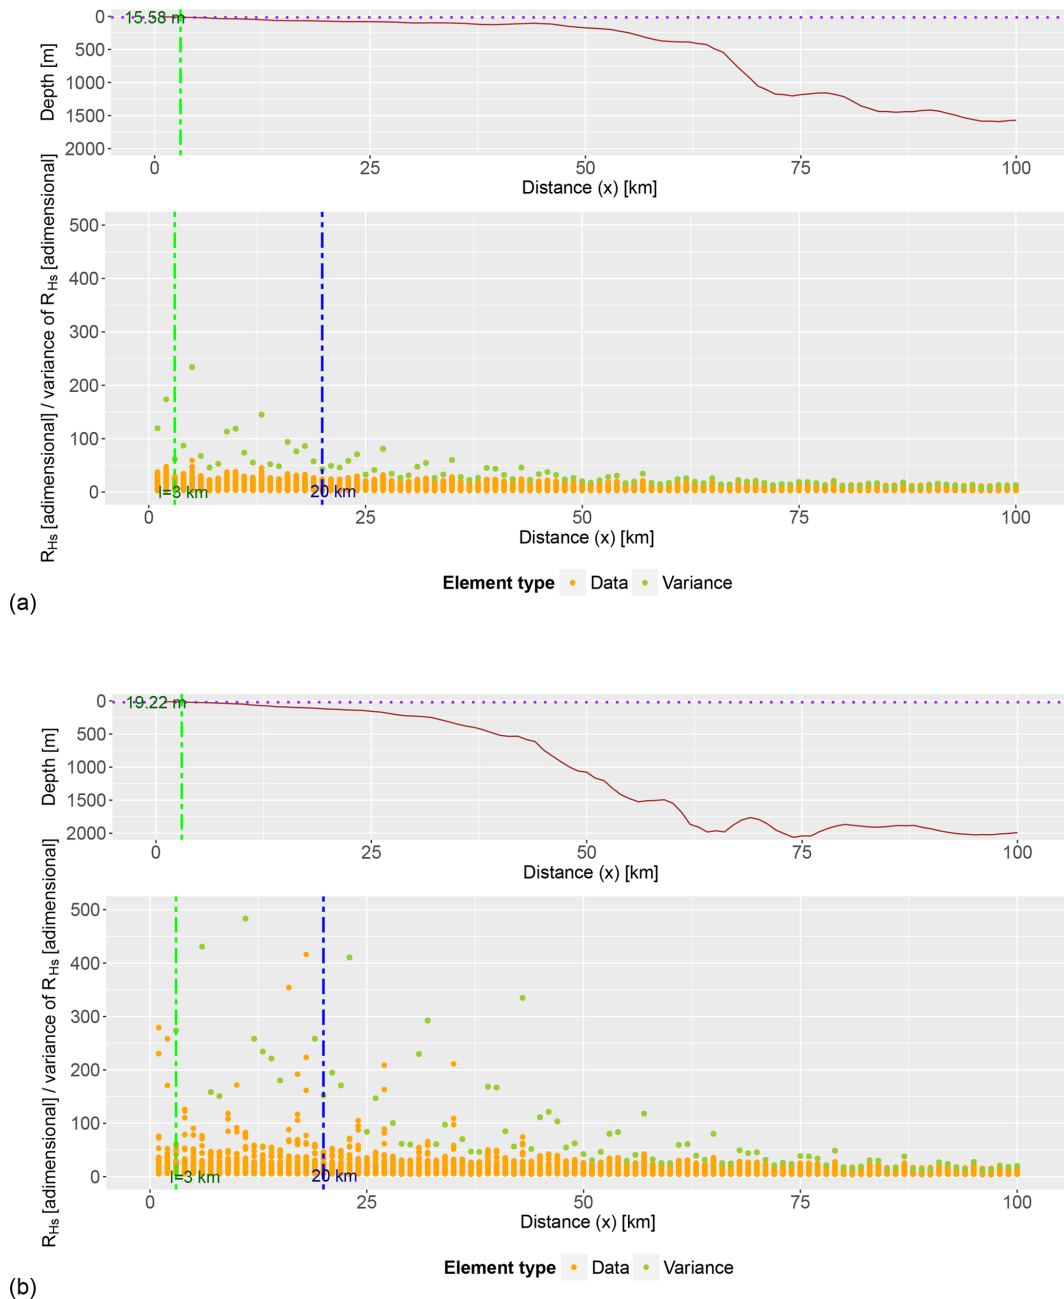 0
500
1000
1500
2000
Depth [m]
15.58 m
0 25 50 75 100
Distance (x) [km]
500
400
300
200
100
0
R_Hs [adimensional] / variance of R_Hs [adimensional]
l=3 km
20 km
0 25 50 75 100
Distance (x) [km]
Element type Data Variance
(a)
0
500
1000
1500
2000
Depth [m]
19.22 m
0 25 50 75 100
Distance (x) [km]
500
400
300
200
100
0
R_Hs [adimensional] / variance of R_Hs [adimensional]
l=3 km
20 km
0 25 50 75 100
Distance (x) [km]
Element type Data Variance
(b)